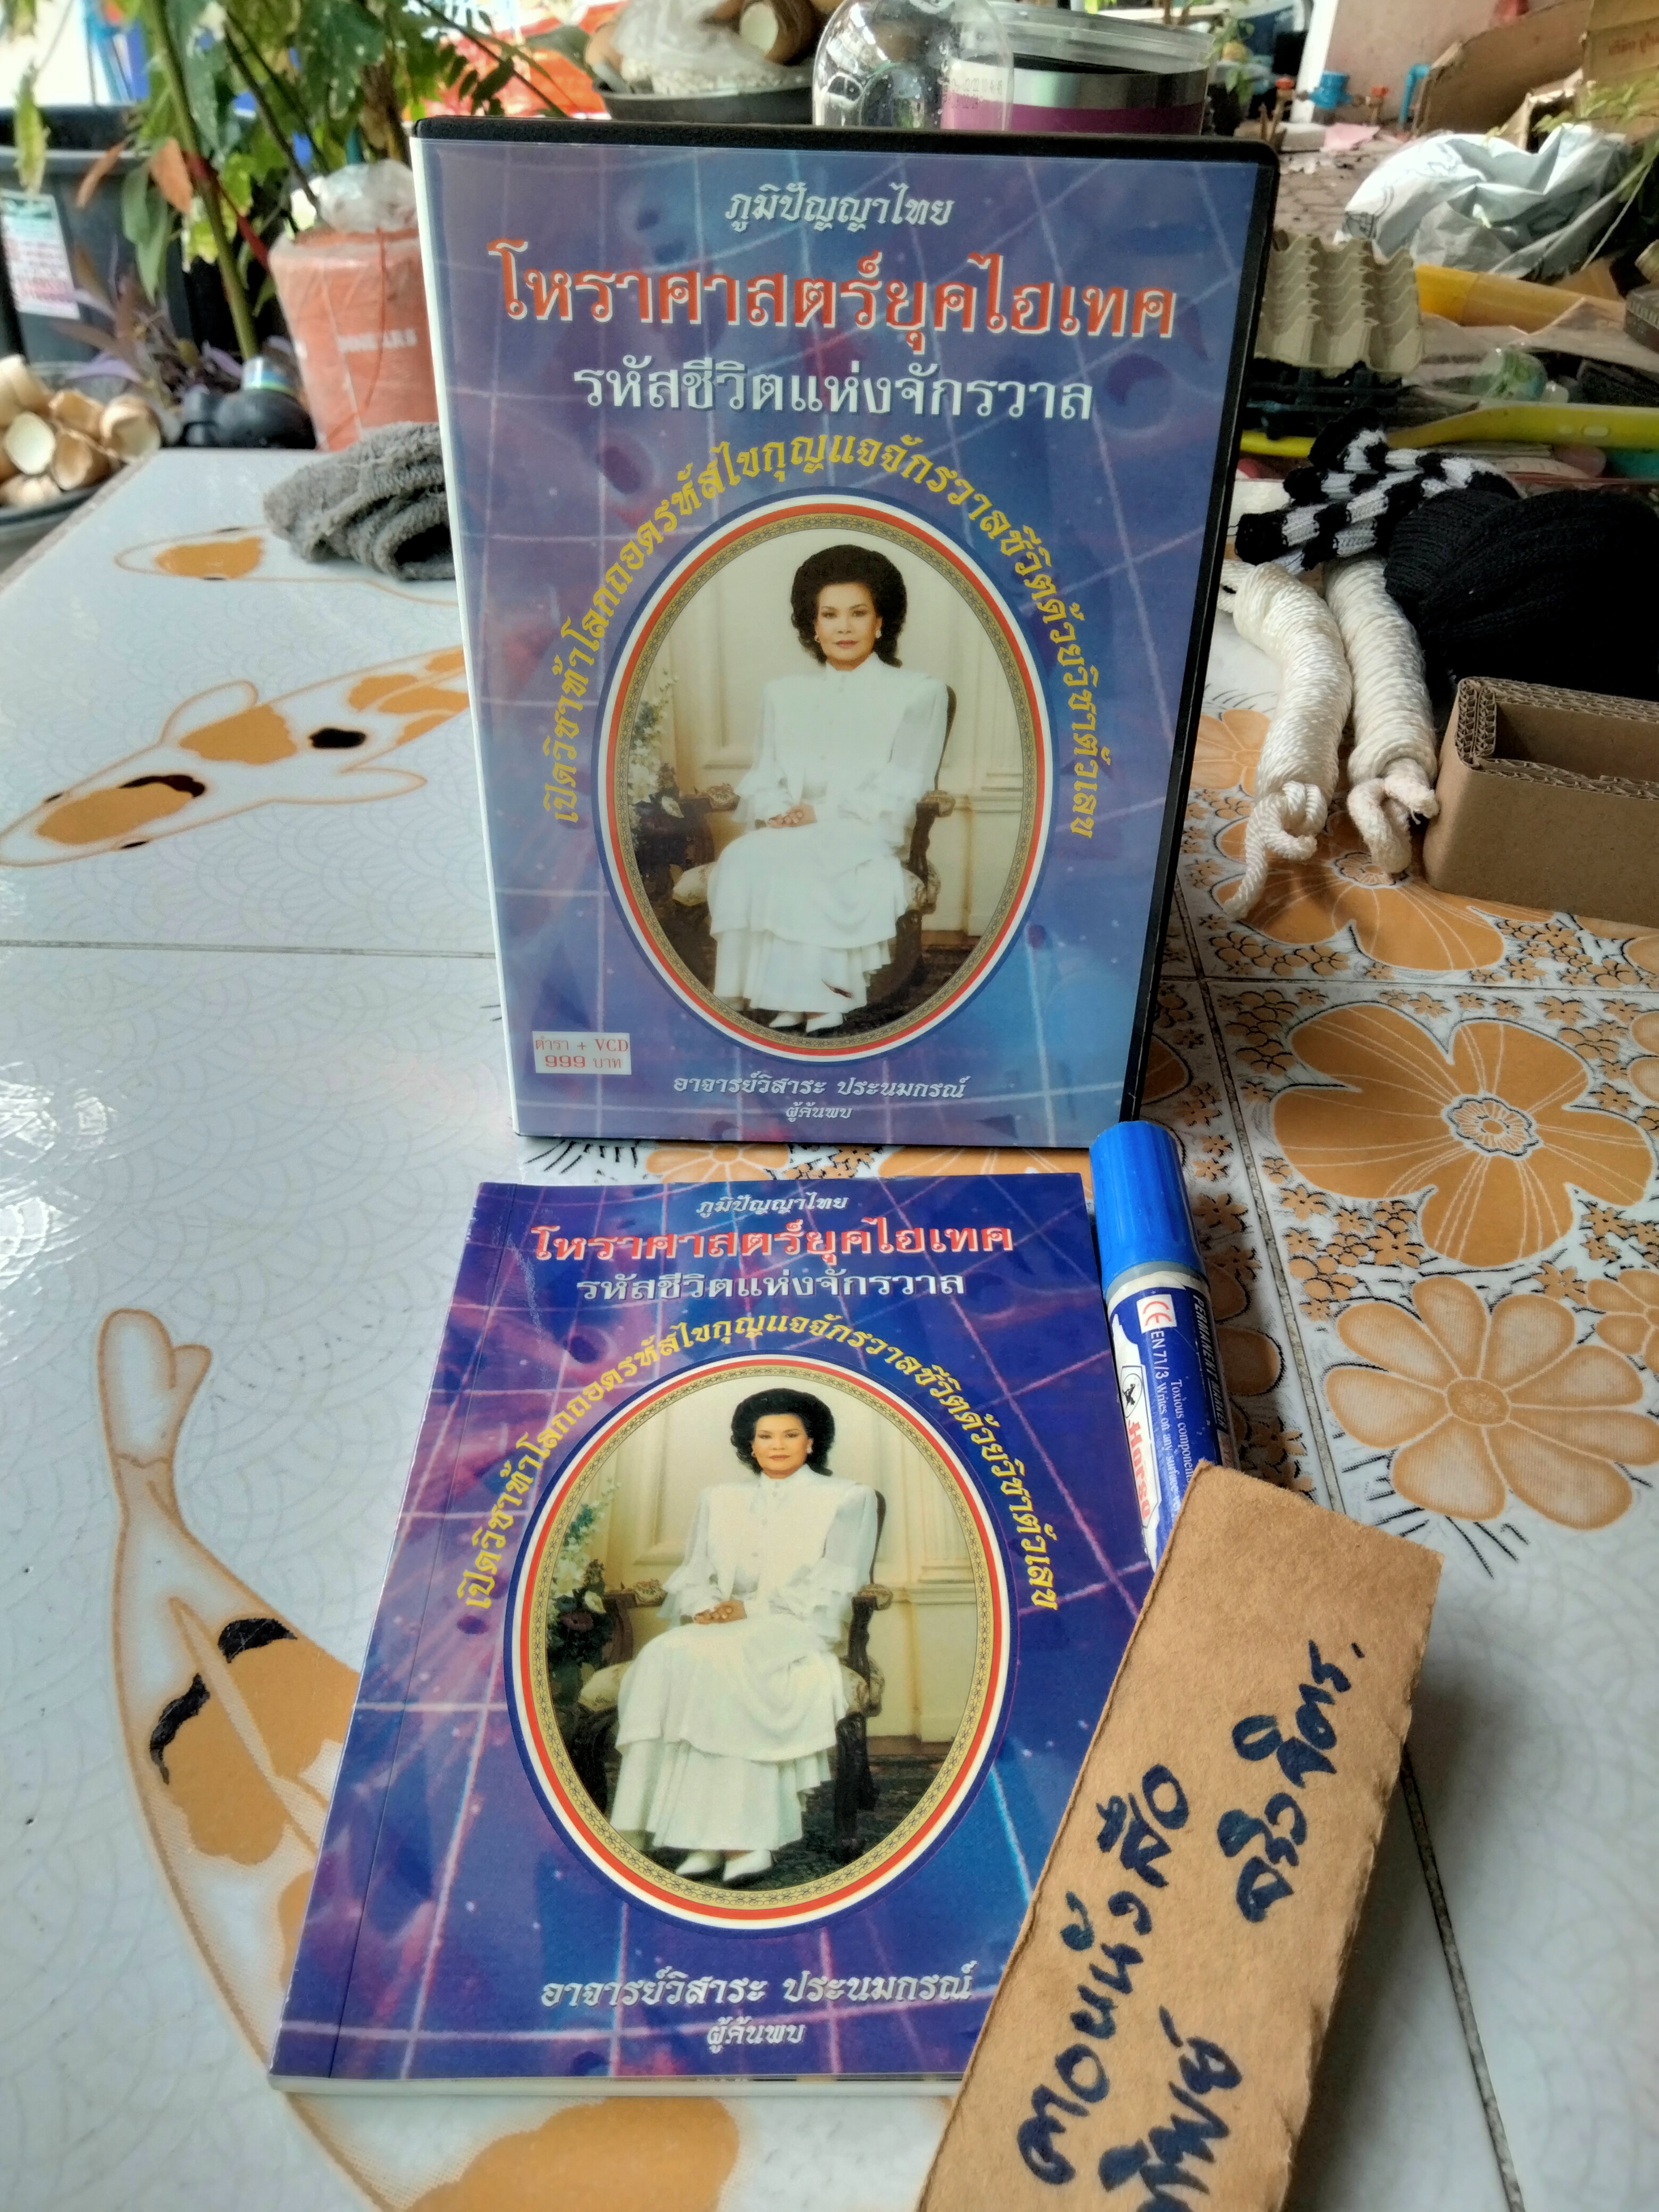 ภูมิปัญญาไทย
โหราศาสตร์ยุคไฮเทค
รหัสชีวิตแห่งจักรวาล
เปิดวิชาท้าโลกถอดรหัสไขกุญแจจักรวาลชีวิตด้วยวิชาตัวเลข
ตำรา + VCD
999 บาท
อาจารย์วิสาระ ประนมกรณ์
ผู้ค้นพบ
ภูมิปัญญาไทย
โหราศาสตร์ยุคไฮเทค
รหัสชีวิตแห่งจักรวาล
เปิดวิชาท้าโลกถอดรหัสไขกุญแจจักรวาลชีวิตด้วยวิชาตัวเลข
อาจารย์วิสาระ ประนมกรณ์
ผู้ค้นพบ
PERMANENT MARKER
CE EN 71/3
Toxious component
Writes on any surface
Horse